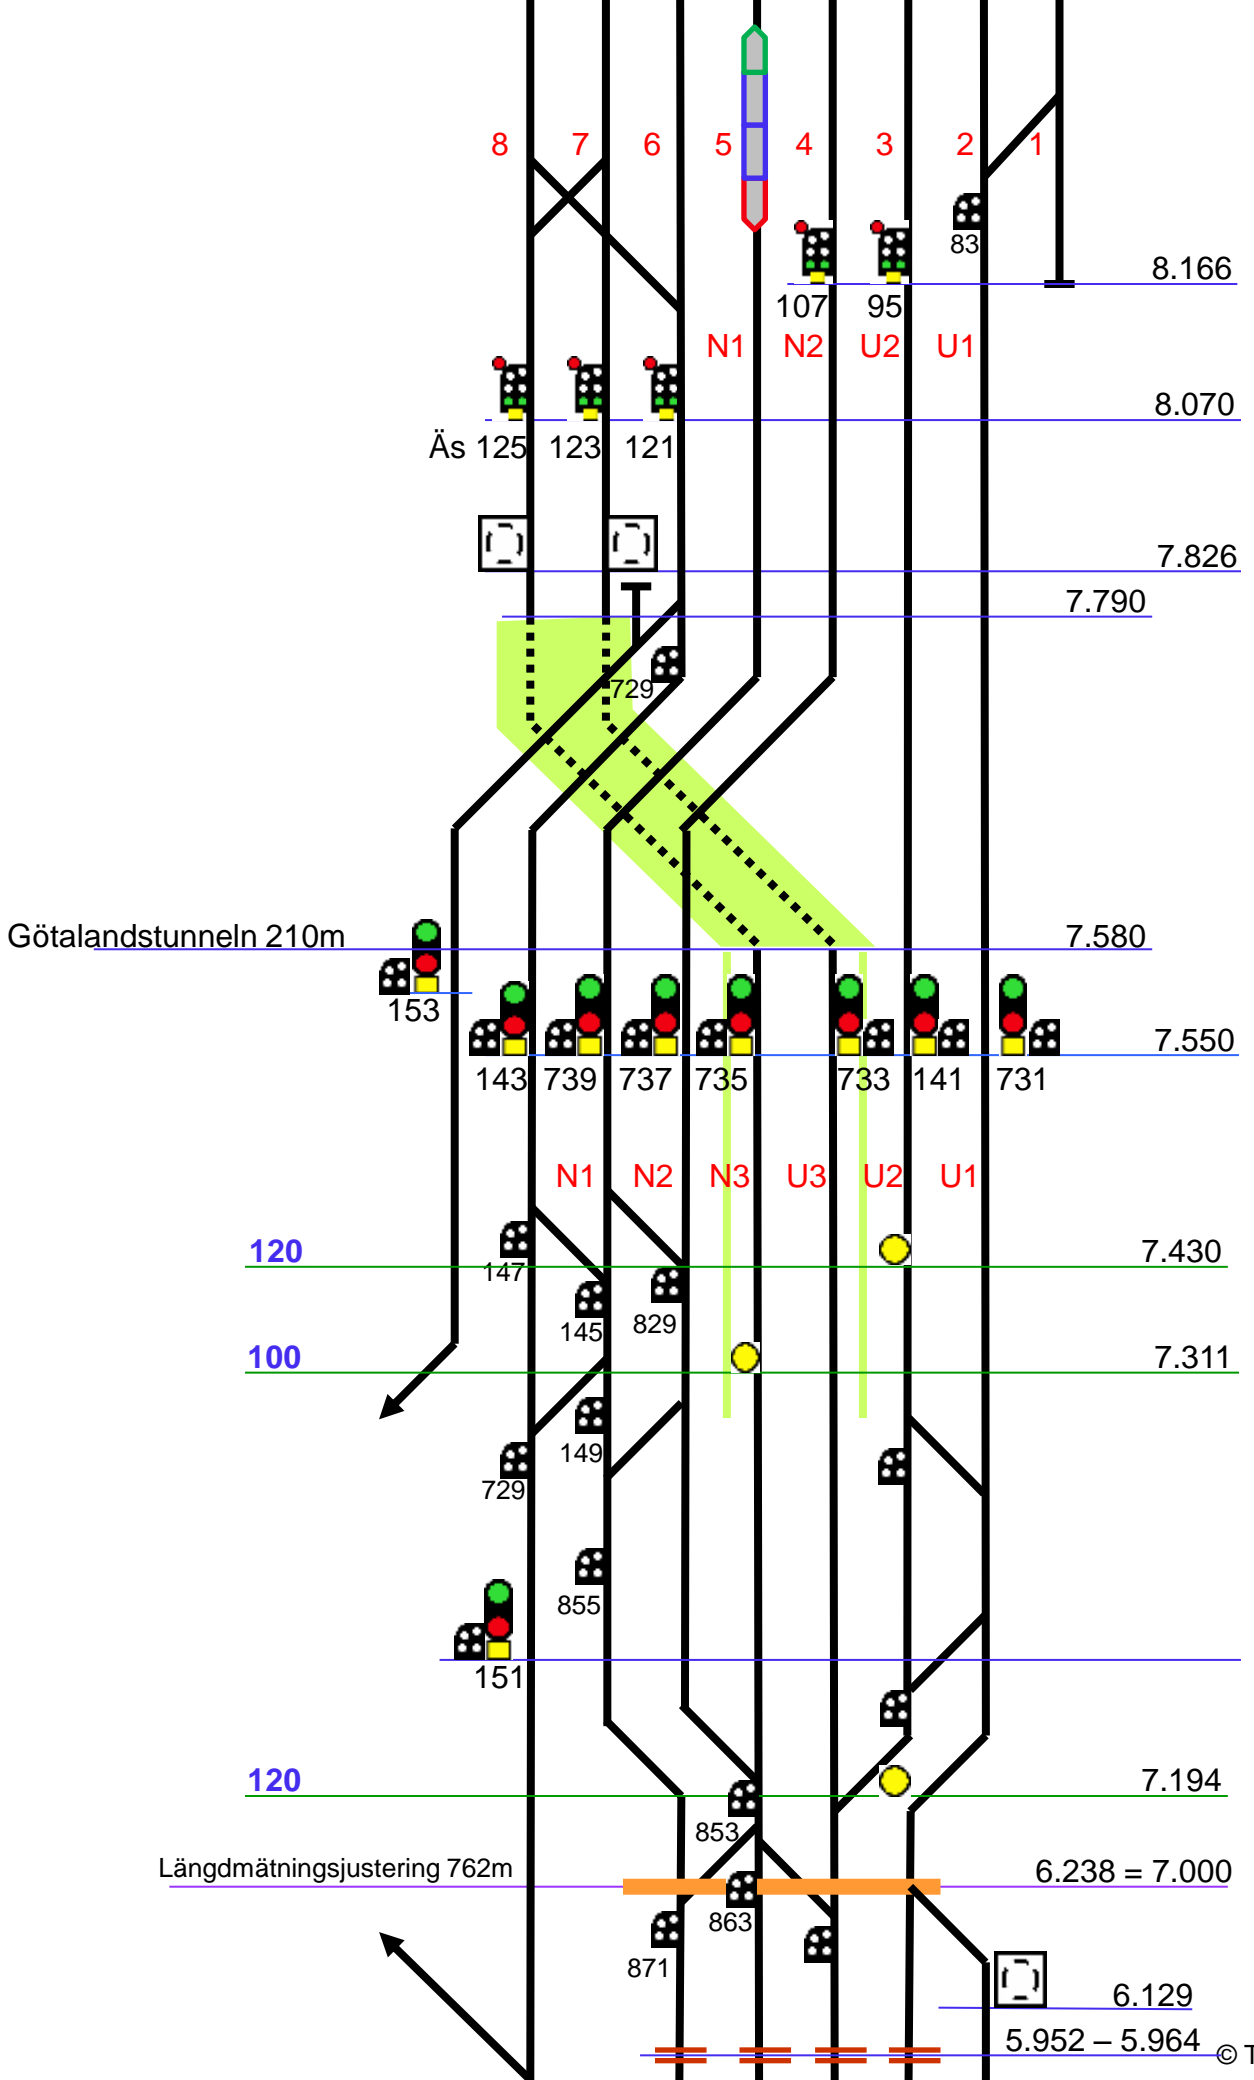 8 7 6 5 4 3 2 1
83
8.166
107 95
N1 N2 U2 U1
8.070
Äs 125 123 121
7.826
7.790
729
Götalandstunneln 210m 7.580
153
7.550
143 739 737 735 733 141 731
N1 N2 N3 U3 U2 U1
120 7.430
147
145 829
100 7.311
149
729
855
151
120 7.194
853
Längdmätningsjustering 762m 6.238 = 7.000
863
871
6.129
5.952 – 5.964
© T